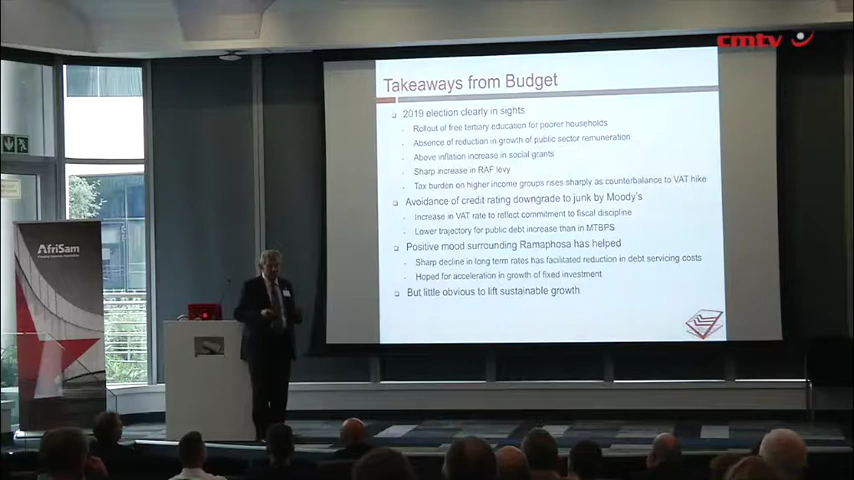 cmtv
Takeaways from Budget
2019 election clearly in sights
Rollout of free tertiary education for poorer households
Absence of reduction in growth of public sector remuneration
Above inflation increase in social grants
Sharp increase in RAF levy
Tax burden on higher income groups rises sharply as counterbalance to VAT hike
Avoidance of credit rating downgrade to junk by Moody's
Increase in VAT rate to reflect commitment to fiscal discipline
Lower trajectory for public debt increase than in MTBPS
Positive mood surrounding Ramaphosa has helped
Sharp decline in long term rates has facilitated reduction in debt servicing costs
Hoped for acceleration in growth of fixed investment
But little obvious to lift sustainable growth
AfriSam